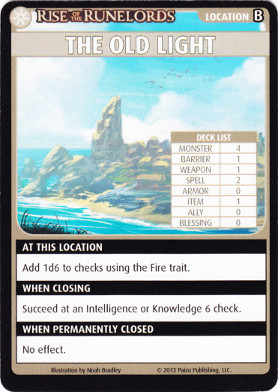 RISE OF THE RUNELORDS LOCATION B
THE OLD LIGHT
DECK LIST
MONSTER 4
BARRIER 1
WEAPON 1
SPELL 2
ARMOR 0
ITEM 1
ALLY 0
BLESSING 0
AT THIS LOCATION
Add 1d6 to checks using the Fire trait.
WHEN CLOSING
Succeed at an Intelligence or Knowledge 6 check.
WHEN PERMANENTLY CLOSED
No effect.
Illustration by Noah Bradley © 2013 Paizo Publishing, LLC.